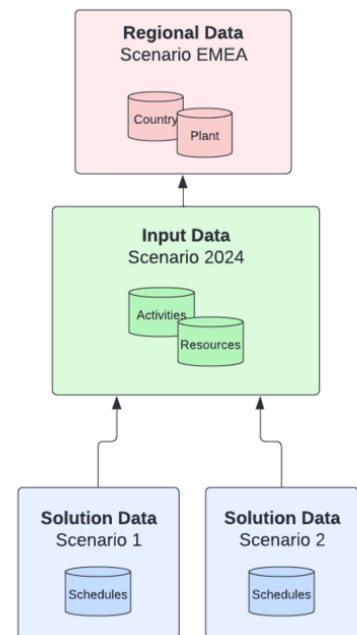 Regional Data
Scenario EMEA
Country
Plant
Input Data
Scenario 2024
Activities
Resources
Solution Data
Scenario 1
Schedules
Solution Data
Scenario 2
Schedules